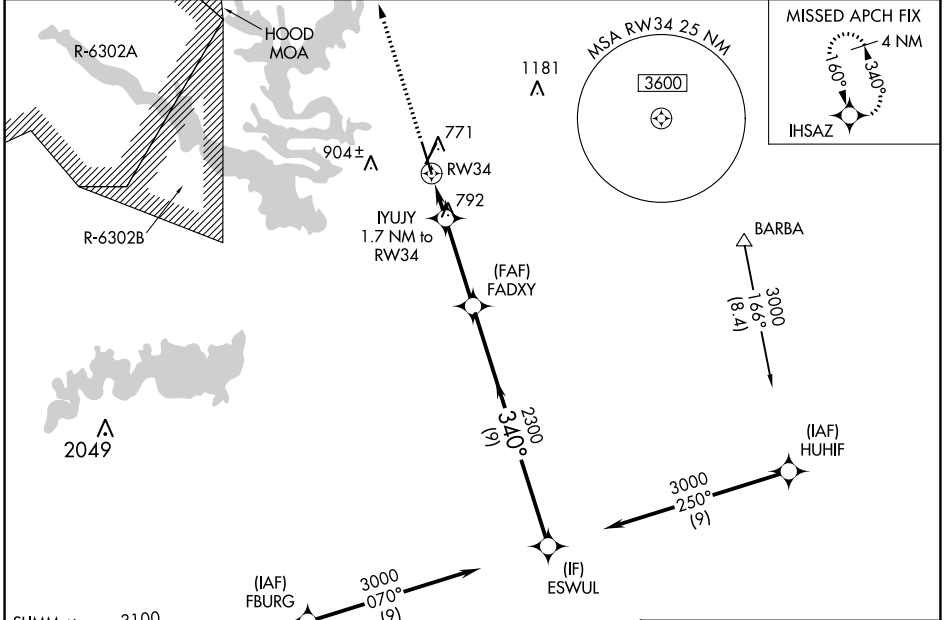 R-6302A
HOOD
MOA
MSA RW34 25 NM
3600
1181
MISSED APCH FIX
4 NM
160°
340°
IHSAZ
904±
771
RW34
792
IYUJY
1.7 NM to
RW34
R-6302B
BARBA
3000
166°
(8.4)
(FAF)
FADXY
2049
2300
340°
(9)
(IAF)
HUHIF
3000
250°
(9)
(IF)
ESWUL
(IAF)
FBURG
3000
070°
(9)
3100